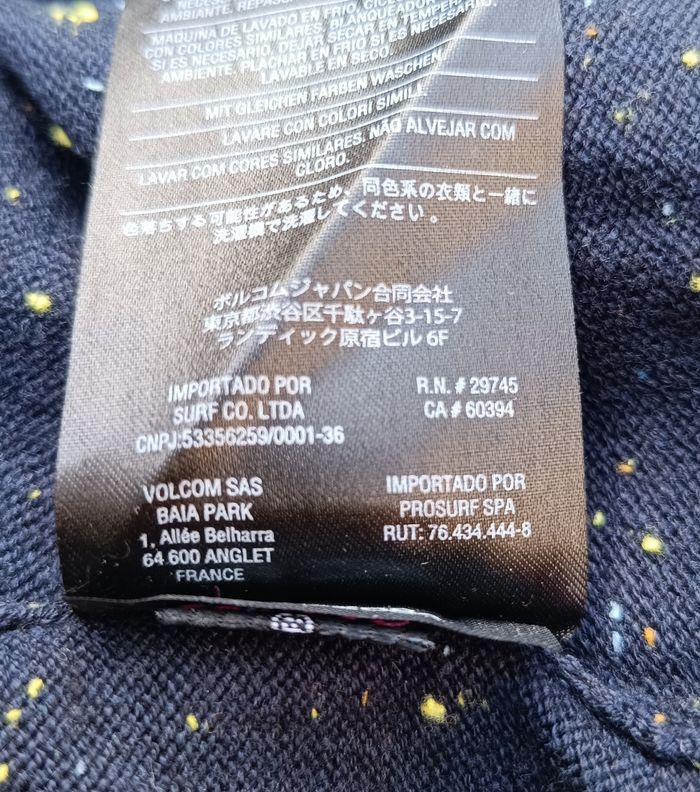 AMBIENTE, REPASSAR
MAQUINA DE LAVADO EN FRIO, CICLO
CON COLORES SIMILARES. BLANQUEADOR
SI ES NECESARIO, DEJAR SECAR EN TEMPERA
AMBIENTE, PLACHAR EN FRIO SI ES NECESARIO,
LAVABLE EN SECO.
MIT GLEICHEN FARBEN WASCHEN
LAVARE CON COLORI SIMILI.
LAVAR COM CORES SIMILARES. NÃO ALVEJAR COM
CLORO.
色落ちする可能性があるため、同色系の衣類と一緒に
洗濯機で洗濯してください。
ボルコムジャパン合同会社
東京都渋谷区千駄ヶ谷3-15-7
ランディック原宿ビル 6F
IMPORTADO POR
SURF CO. LTDA
CNPJ:53356259/0001-36
R.N. # 29745
CA # 60394
VOLCOM SAS
BAIA PARK
1, Allée Belharra
64 600 ANGLET
FRANCE
IMPORTADO POR
PROSURF SPA
RUT: 76.434.444-8